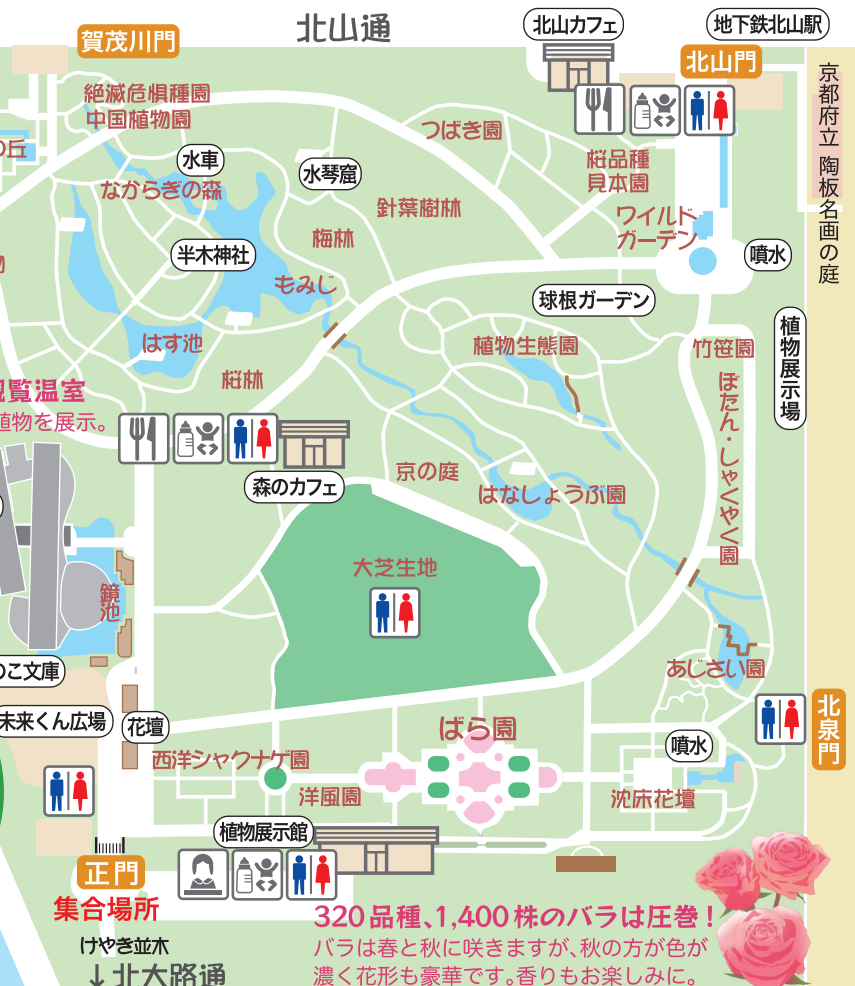 北山通
北山カフェ
地下鉄北山駅
賀茂川門
北山門
京都府立 陶板名画の庭
絶滅危惧種園
中国植物園
つばき園
の丘
水車
水琴窟
桜品種
見本園
なからぎの森
針葉樹林
ワイルド
ガーデン
梅林
半木神社
噴水
もみじ
球根ガーデン
植物展示場
はす池
植物生態園
竹笹園
桜林
観覧温室
植物を展示。
ぼたん・しゃくやく園
京の庭
森のカフェ
はなしょうぶ園
大芝生地
鏡池
のこ文庫
あじさい園
北泉門
未来くん広場
花壇
ばら園
噴水
西洋シャクナゲ園
洋風園
沈床花壇
植物展示館
正門
集合場所
320品種、1,400株のバラは圧巻!
けやき並木
バラは春と秋に咲きますが、秋の方が色が
↓北大路通
濃く花形も豪華です。香りもお楽しみに。